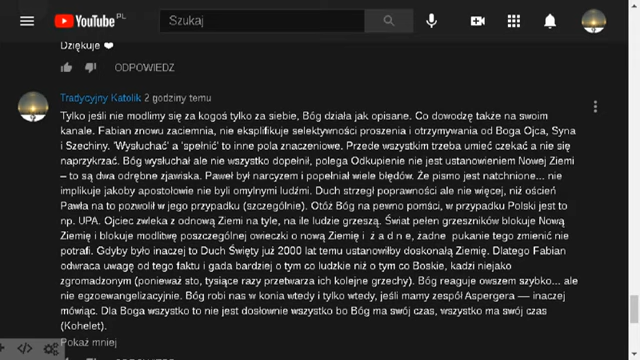 YouTube PL
Szukaj
Dziękuje ❤
ODPOWIEDZ
Tradycyjny Katolik 2 godziny temu
Tylko jeśli nie modlimy się za kogoś tylko za siebie, Bóg działa jak opisane. Co dowodzę także na swoim
kanale. Fabian znowu zaciemnia, nie eksplifikuje selektywności proszenia i otrzymywania od Boga Ojca, Syna
i Szechiny. 'Wysłuchać' a 'spełnić' to inne pola znaczeniowe. Przede wszystkim trzeba umieć czekać a nie się
naprzykrzać. Bóg wysłuchał ale nie wszystko dopełnił, polega Odkupienie nie jest ustanowieniem Nowej Ziemi
– to są dwa odrębne zjawiska. Paweł był narcyzem i popełniał wiele błędów. Że pismo jest natchnione... nie
implikuje jakoby apostołowie nie byli omylnymi ludźmi. Duch strzegł poprawności ale nie więcej, niż oścień
Pawła na to pozwolił w jego przypadku (szczególnie). Otóż Bóg na pewno pomści, w przypadku Polski jest to
np. UPA. Ojciec zwleka z odnową Ziemi na tyle, na ile ludzie grzeszą. Świat pełen grzeszników blokuje Nową
Ziemię i blokuje modlitwę poszczególnej owieczki o nową Ziemię i ż a d n e, żadne pukanie tego zmienić nie
potrafi. Gdyby było inaczej to Duch Święty już 2000 lat temu ustanowiłby doskonałą Ziemię. Dlatego Fabian
odwraca uwagę od tego faktu i gada bardziej o tym co ludzkie niż o tym co Boskie, kadzi niejako
zgromadzonym (ponieważ sto, tysiące razy przetwarza ich kolejne grzechy). Bóg reaguje owszem szybko... ale
nie egzoewangelizacyjnie. Bóg robi nas w konia wtedy i tylko wtedy, jeśli mamy zespół Aspergera –– inaczej
mówiąc. Dla Boga wszystko to nie jest dosłownie wszystko bo Bóg ma swój czas, wszystko ma swój czas
(Kohelet).
Pokaż mniej